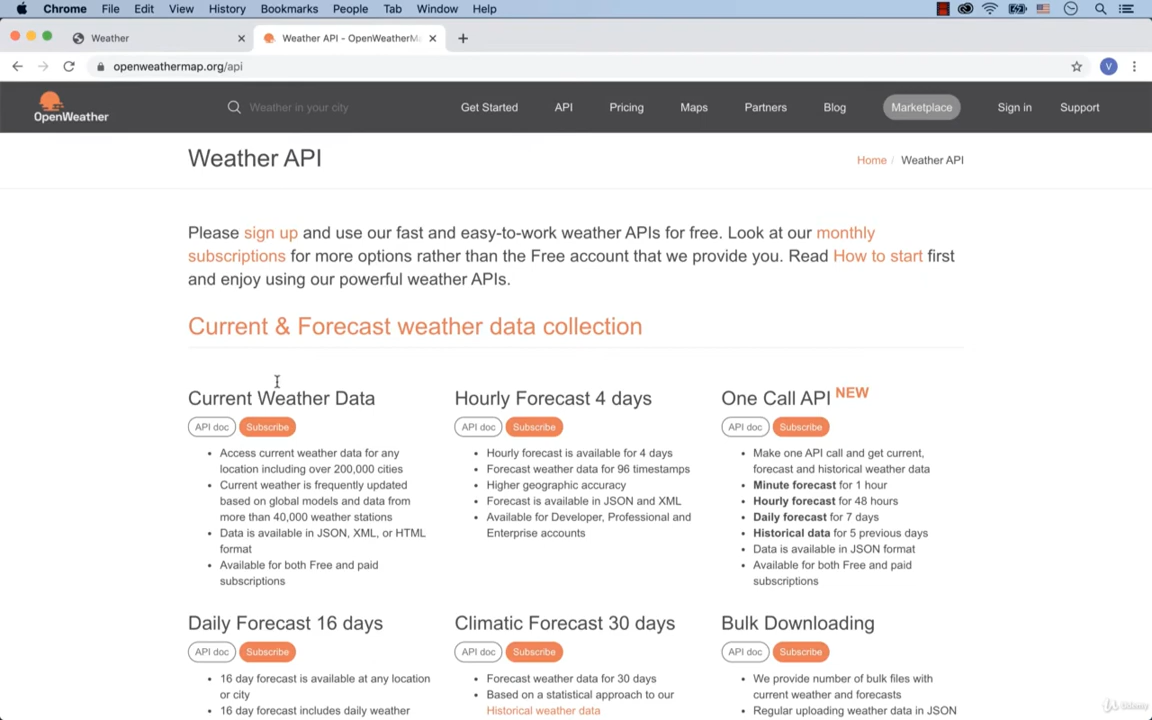 Chrome File Edit View History Bookmarks People Tab Window Help
Weather
Weather API - OpenWeatherM
openweathermap.org/api
V
OpenWeather
Weather in your city
Get Started API Pricing Maps Partners Blog Marketplace Sign in Support
Weather API
Home / Weather API
Please sign up and use our fast and easy-to-work weather APIs for free. Look at our monthly
subscriptions for more options rather than the Free account that we provide you. Read How to start first
and enjoy using our powerful weather APIs.
Current & Forecast weather data collection
Current Weather Data
API doc Subscribe
• Access current weather data for any
location including over 200,000 cities
• Current weather is frequently updated
based on global models and data from
more than 40,000 weather stations
• Data is available in JSON, XML, or HTML
format
• Available for both Free and paid
subscriptions
Hourly Forecast 4 days
API doc Subscribe
• Hourly forecast is available for 4 days
• Forecast weather data for 96 timestamps
• Higher geographic accuracy
• Forecast is available in JSON and XML
• Available for Developer, Professional and
Enterprise accounts
One Call API NEW
API doc Subscribe
• Make one API call and get current,
forecast and historical weather data
• Minute forecast for 1 hour
• Hourly forecast for 48 hours
• Daily forecast for 7 days
• Historical data for 5 previous days
• Data is available in JSON format
• Available for both Free and paid
subscriptions
Daily Forecast 16 days
API doc Subscribe
• 16 day forecast is available at any location
or city
• 16 day forecast includes daily weather
Climatic Forecast 30 days
API doc Subscribe
• Forecast weather data for 30 days
• Based on a statistical approach to our
Historical weather data
Bulk Downloading
API doc Subscribe
• We provide number of bulk files with
current weather and forecasts
• Regular uploading weather data in JSON
Udemy